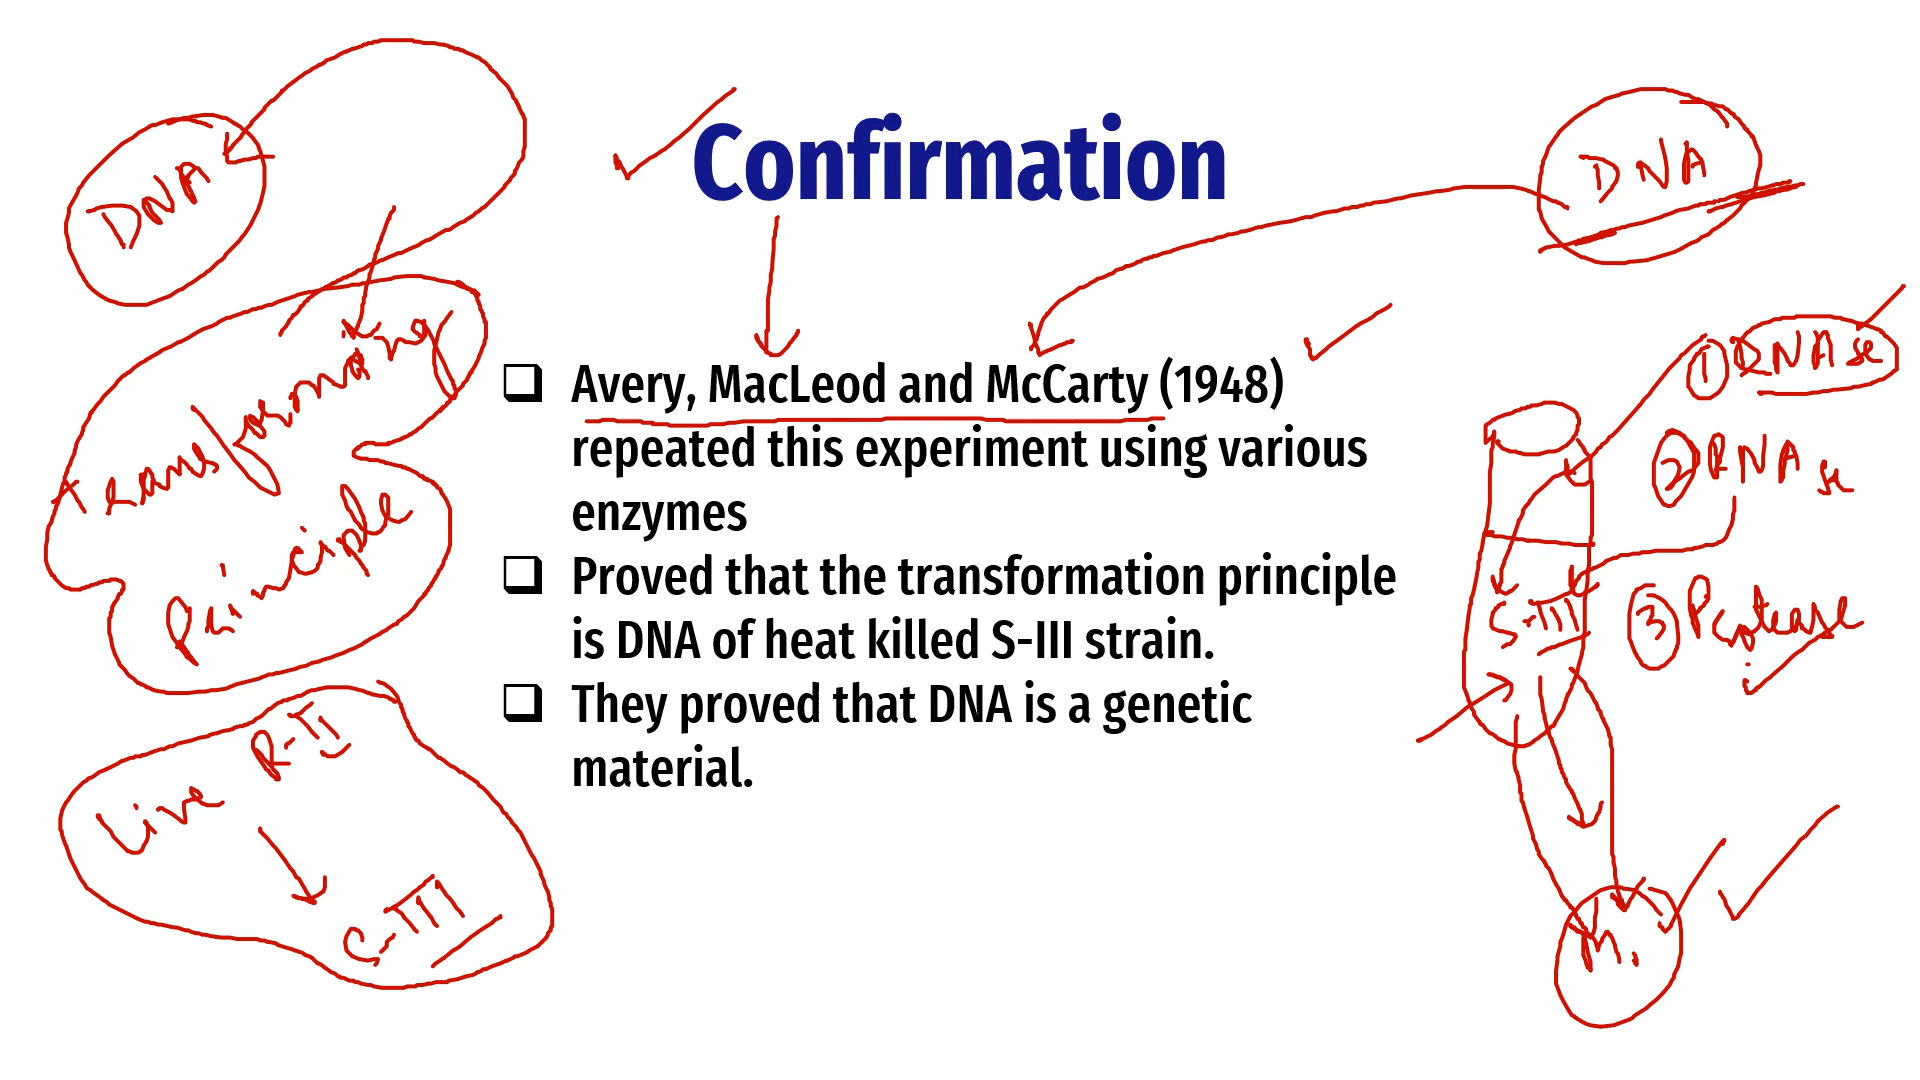 Confirmation
DNA
DNA
Transforming
Principle
Live R-II
S-III
❑ Avery, MacLeod and McCarty (1948)
repeated this experiment using various
enzymes
❑ Proved that the transformation principle
is DNA of heat killed S-III strain.
❑ They proved that DNA is a genetic
material.
① DNAse
② RNAse
③ Protease
S-III
M.